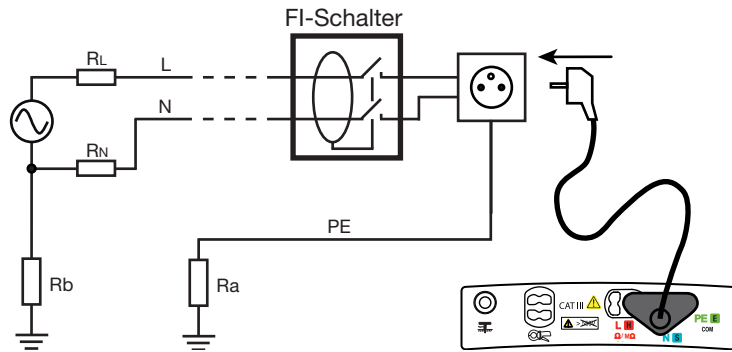 FI-Schalter
RL
L
N
RN
PE
Rb
Ra
CAT III
L H
Ω/MΩ
N S
PE E
COM